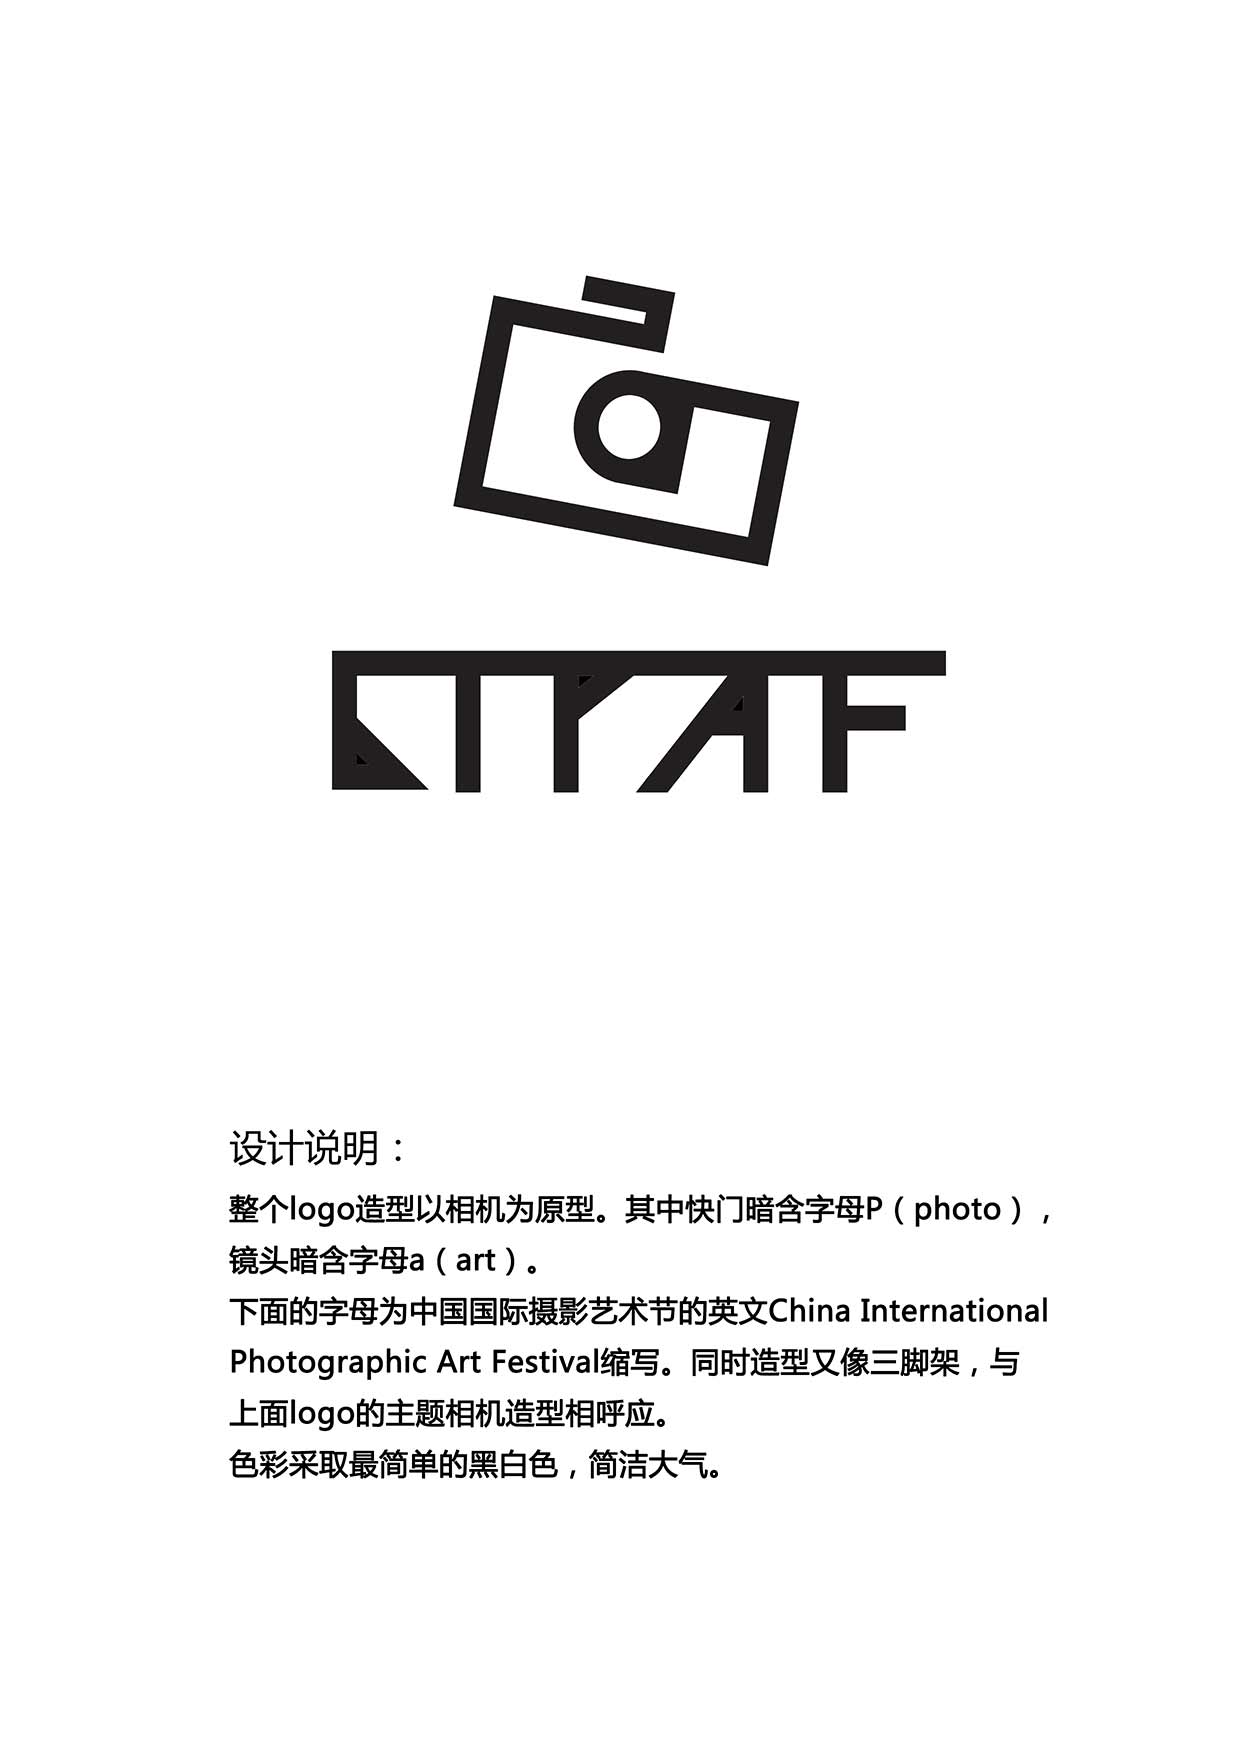 CIPAF
设计说明：
整个logo造型以相机为原型。其中快门暗含字母P（photo），
镜头暗含字母a（art）。
下面的字母为中国国际摄影艺术节的英文China International
Photographic Art Festival缩写。同时造型又像三脚架，与
上面logo的主题相机造型相呼应。
色彩采取最简单的黑白色，简洁大气。